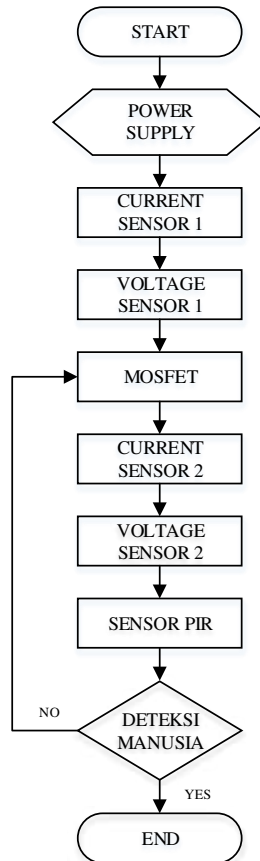 START
POWER
SUPPLY
CURRENT
SENSOR 1
VOLTAGE
SENSOR 1
MOSFET
CURRENT
SENSOR 2
VOLTAGE
SENSOR 2
SENSOR PIR
NO
DETEKSI
MANUSIA
YES
END